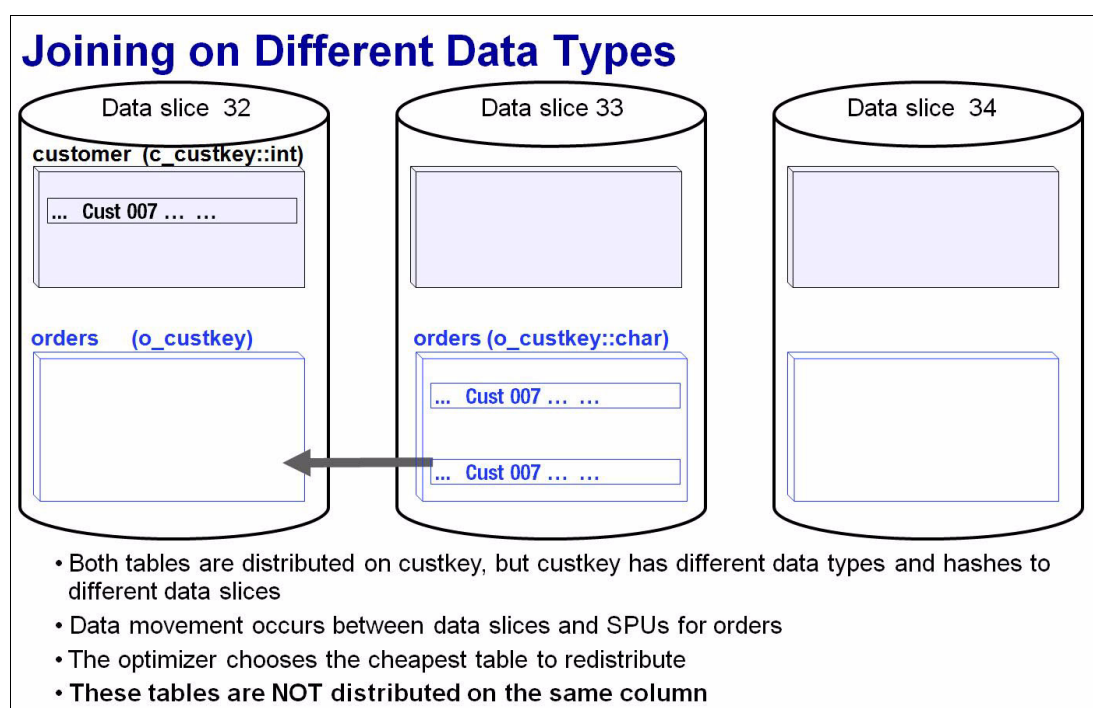 Joining on Different Data Types
Data slice 32
Data slice 33
Data slice 34
customer (c_custkey::int)
... Cust 007 ... ...
orders (o_custkey)
orders (o_custkey::char)
... Cust 007 ... ...
... Cust 007 ... ...
• Both tables are distributed on custkey, but custkey has different data types and hashes to
different data slices
• Data movement occurs between data slices and SPUs for orders
• The optimizer chooses the cheapest table to redistribute
• These tables are NOT distributed on the same column